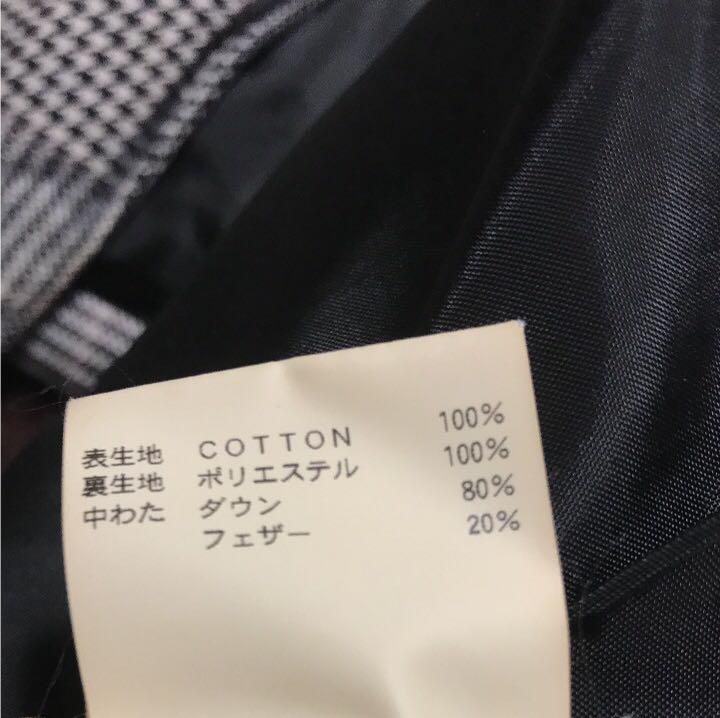 表生地 COTTON 100%
裏生地 ポリエステル 100%
中わた ダウン 80%
フェザー 20%